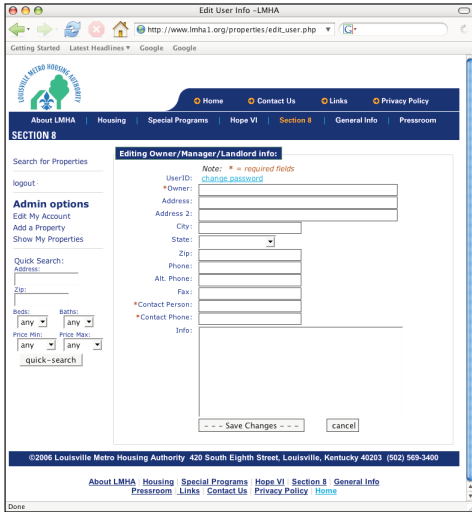 Edit User Info –LMHA
http://www.lmha1.org/properties/edit_user.php
G
Getting Started Latest Headlines Google Google
LOUISVILLE METRO HOUSING AUTHORITY
Home Contact Us Links Privacy Policy
About LMHA | Housing | Special Programs | Hope VI | Section 8 | General Info | Pressroom
SECTION 8
Search for Properties
logout
Admin options
Edit My Account
Add a Property
Show My Properties
Quick Search:
Address:
Zip:
Beds: Baths:
any any
Price Min: Price Max:
any any
quick-search
Editing Owner/Manager/Landlord info:
Note: * = required fields
UserID: change password
*Owner:
Address:
Address 2:
City:
State:
Zip:
Phone:
Alt. Phone:
Fax:
*Contact Person:
*Contact Phone:
Info:
- - - Save Changes - - - cancel
©2006 Louisville Metro Housing Authority 420 South Eighth Street, Louisville, Kentucky 40203 (502) 569-3400
About LMHA | Housing | Special Programs | Hope VI | Section 8 | General Info
Pressroom | Links | Contact Us | Privacy Policy | Home
Done